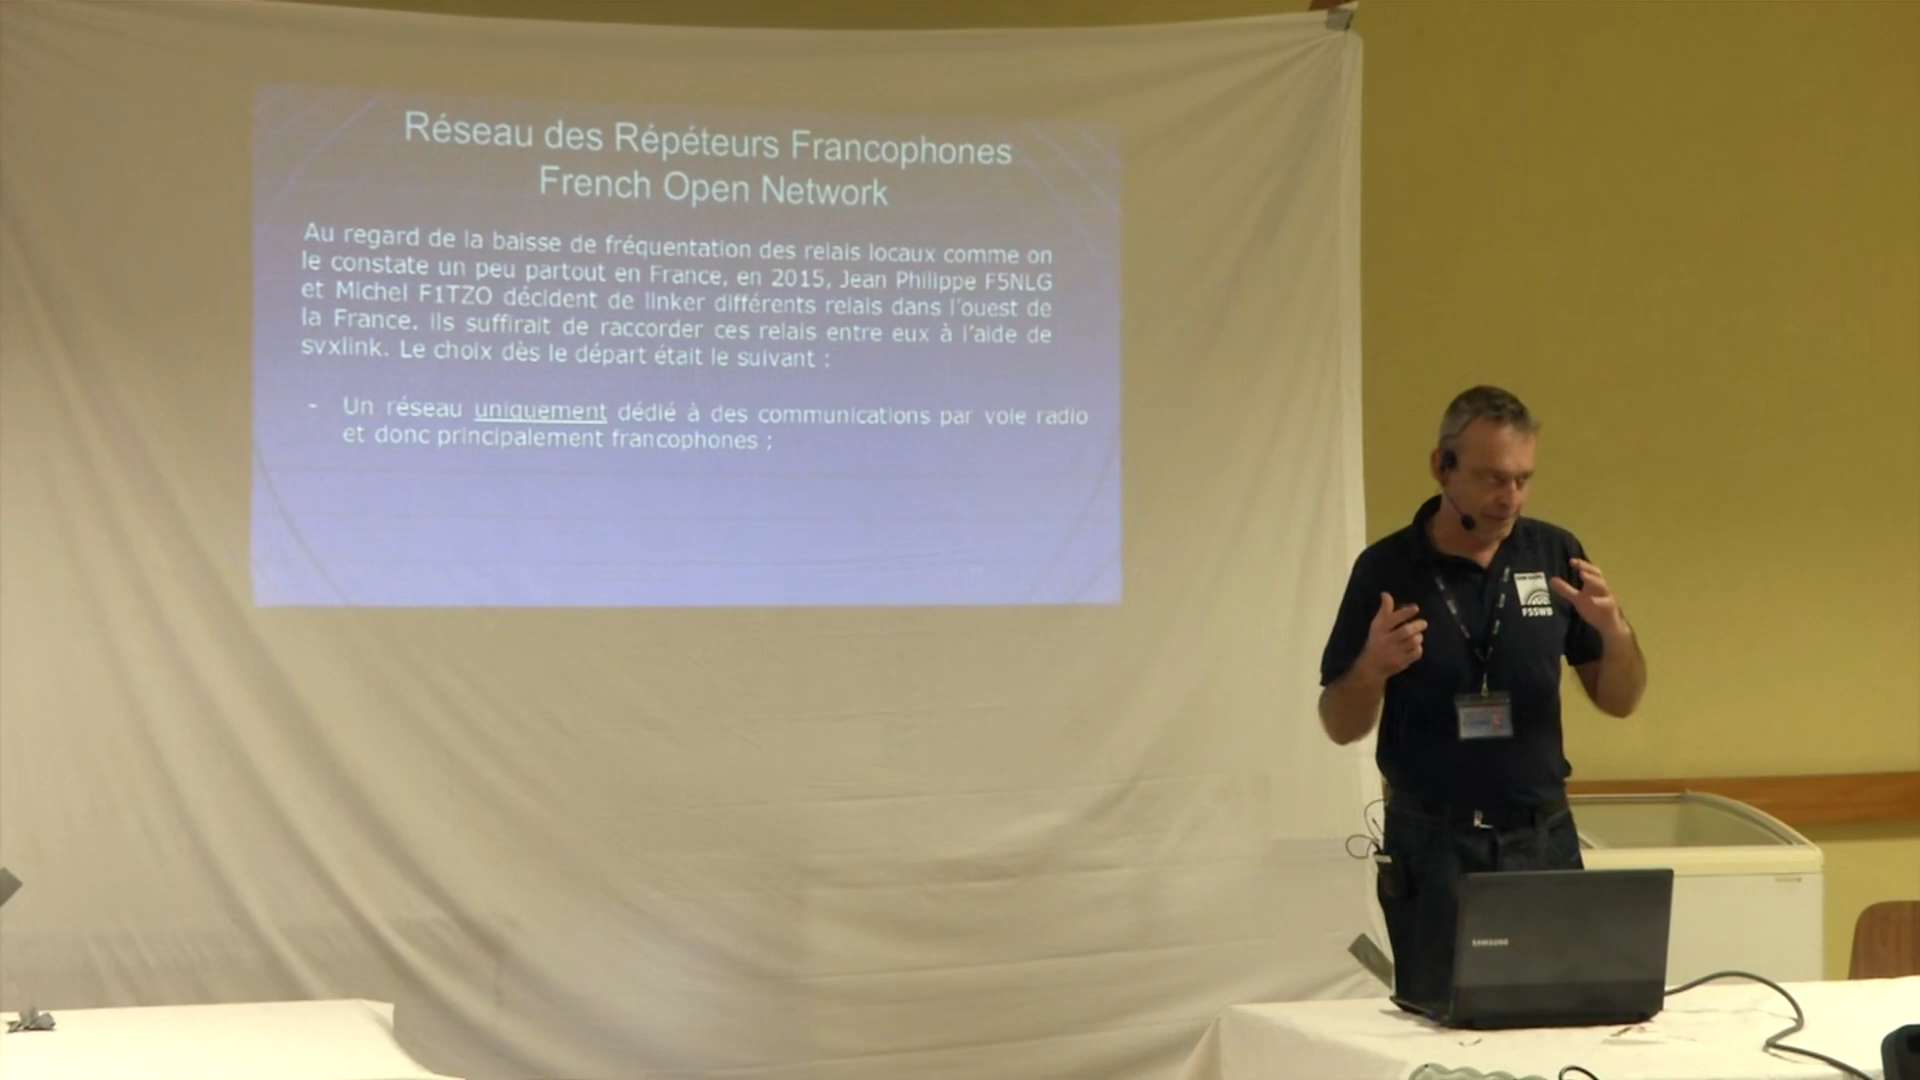 Réseau des Répéteurs Francophones
French Open Network
Au regard de la baisse de fréquentation des relais locaux comme on
le constate un peu partout en France, en 2015, Jean Philippe F5NLG
et Michel F1TZO décident de linker différents relais dans l'ouest de
la France. Ils suffirait de raccorder ces relais entre eux à l'aide de
svxlink. Le choix dès le départ était le suivant :
- Un réseau uniquement dédié à des communications par voie radio
et donc principalement francophones ;
F5SWB
SAMSUNG